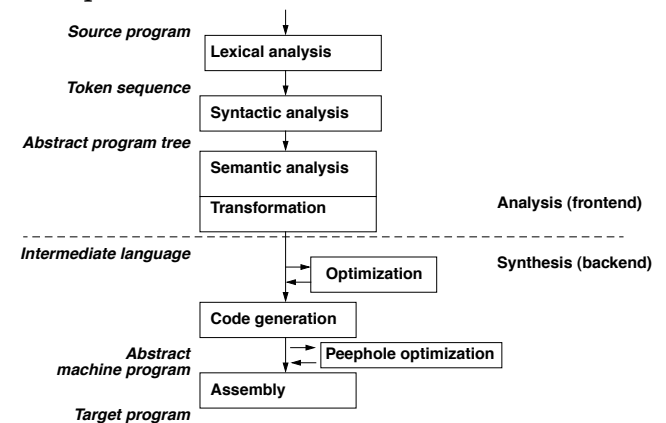 Source program
Lexical analysis
Token sequence
Syntactic analysis
Abstract program tree
Semantic analysis
Transformation
Analysis (frontend)
Intermediate language
Synthesis (backend)
Optimization
Code generation
Abstract
machine program
Peephole optimization
Assembly
Target program